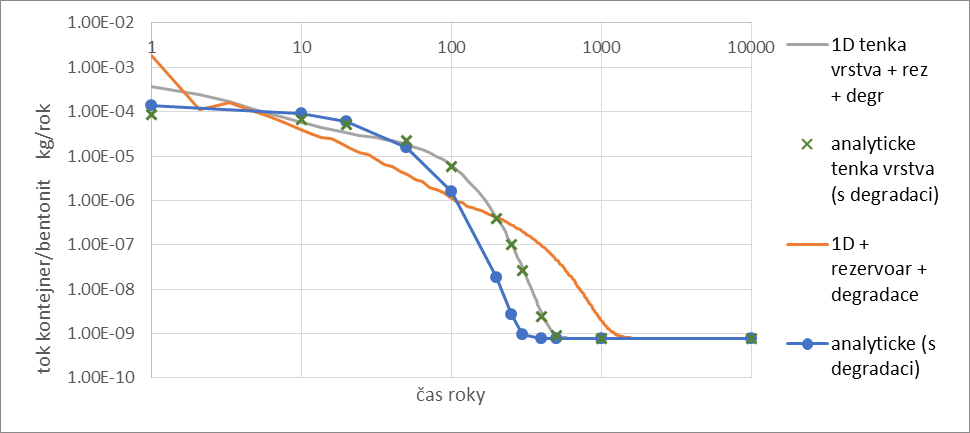 1.00E-02
1 10 100 1000 10000
1.00E-03
1.00E-04
1.00E-05
1.00E-06
1.00E-07
1.00E-08
1.00E-09
1.00E-10
tok kontejner/bentonit kg/rok
čas roky
1D tenka
vrstva + rez
+ degr
analyticke
tenka vrstva
(s degradaci)
1D +
rezervoar +
degradace
analyticke (s
degradaci)